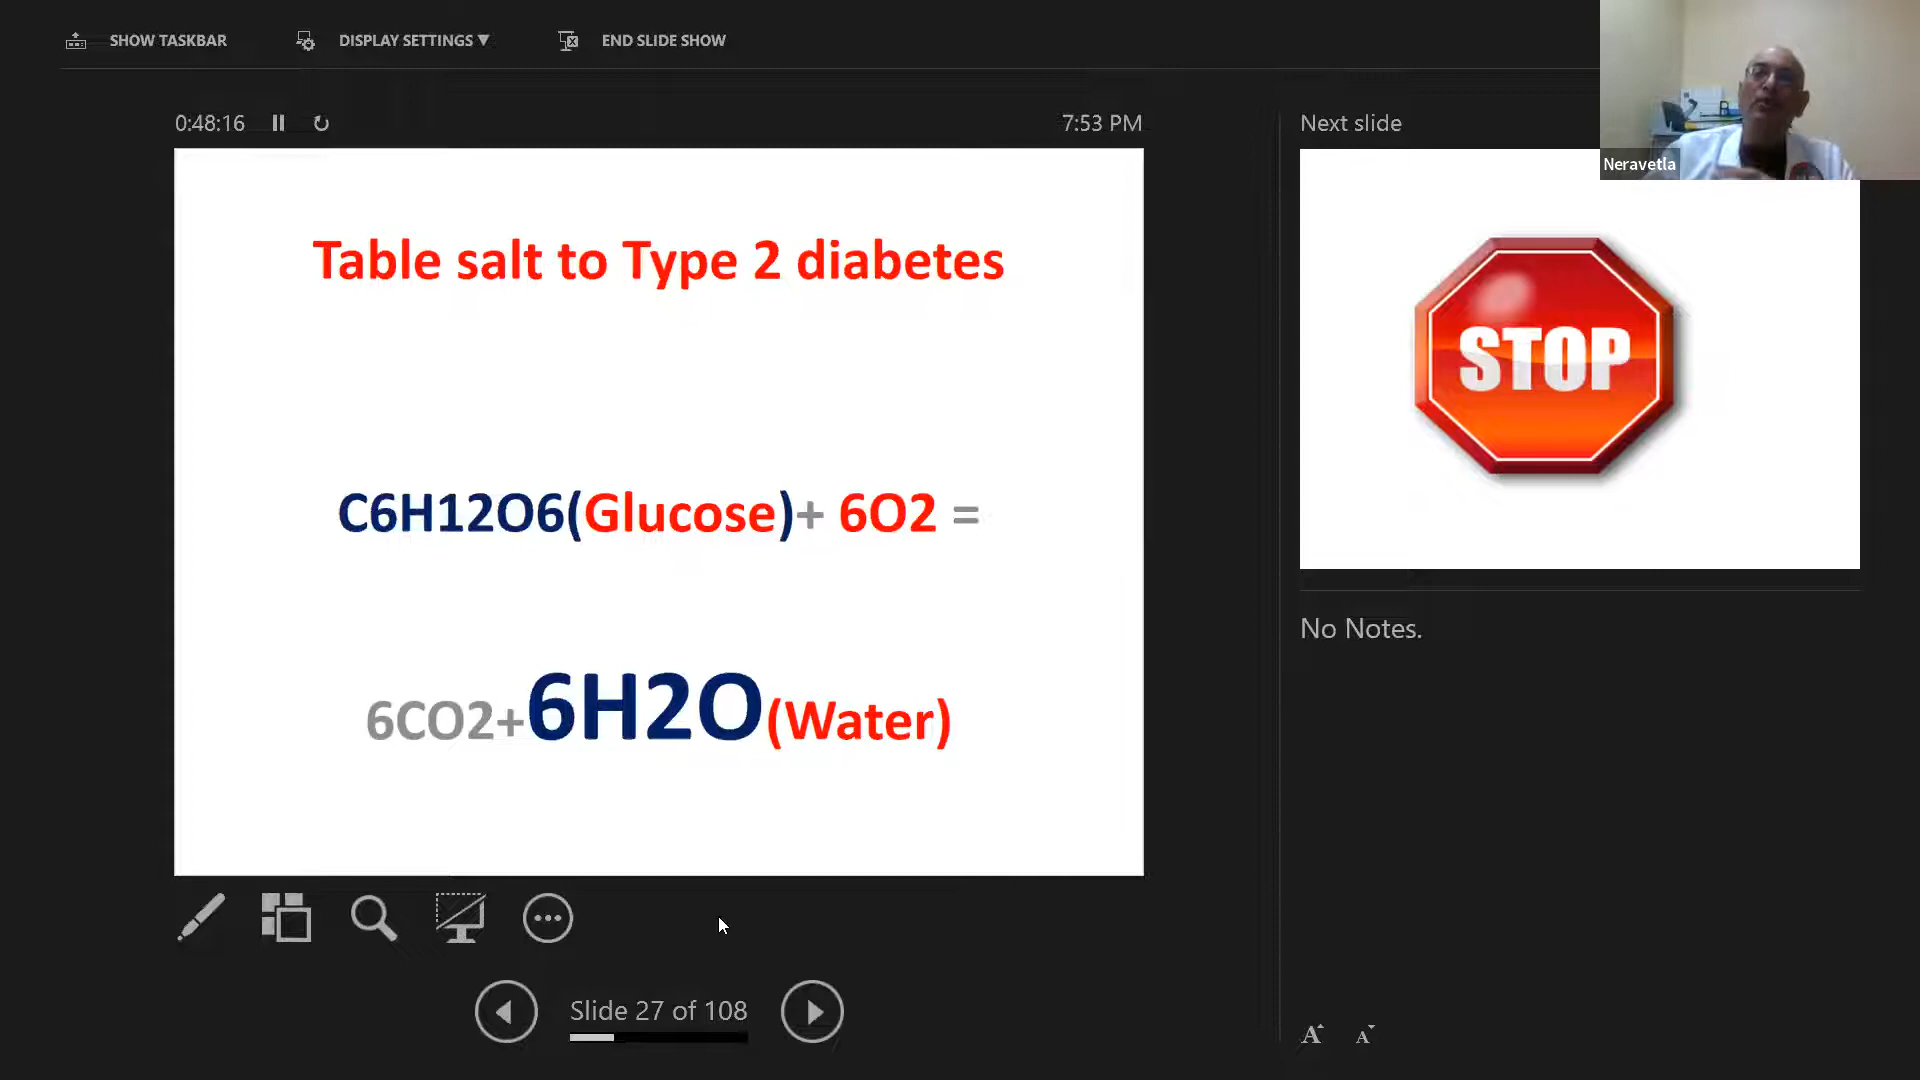 SHOW TASKBAR
DISPLAY SETTINGS ▼
END SLIDE SHOW
0:48:16
7:53 PM
Table salt to Type 2 diabetes
C6H12O6(Glucose)+ 6O2 =
6CO2+6H2O(Water)
Slide 27 of 108
Next slide
Neravetla
STOP
No Notes.
A
A